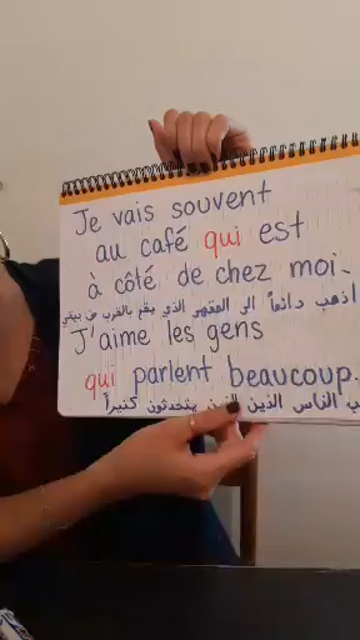 Je vais souvent
au café qui est
à côté de chez moi.
اذهب دائماً الى المقهى الذي يقع بالقرب من بيتي
J'aime les gens
qui parlent beaucoup.
الناس الذين يتحدثون كثيراً